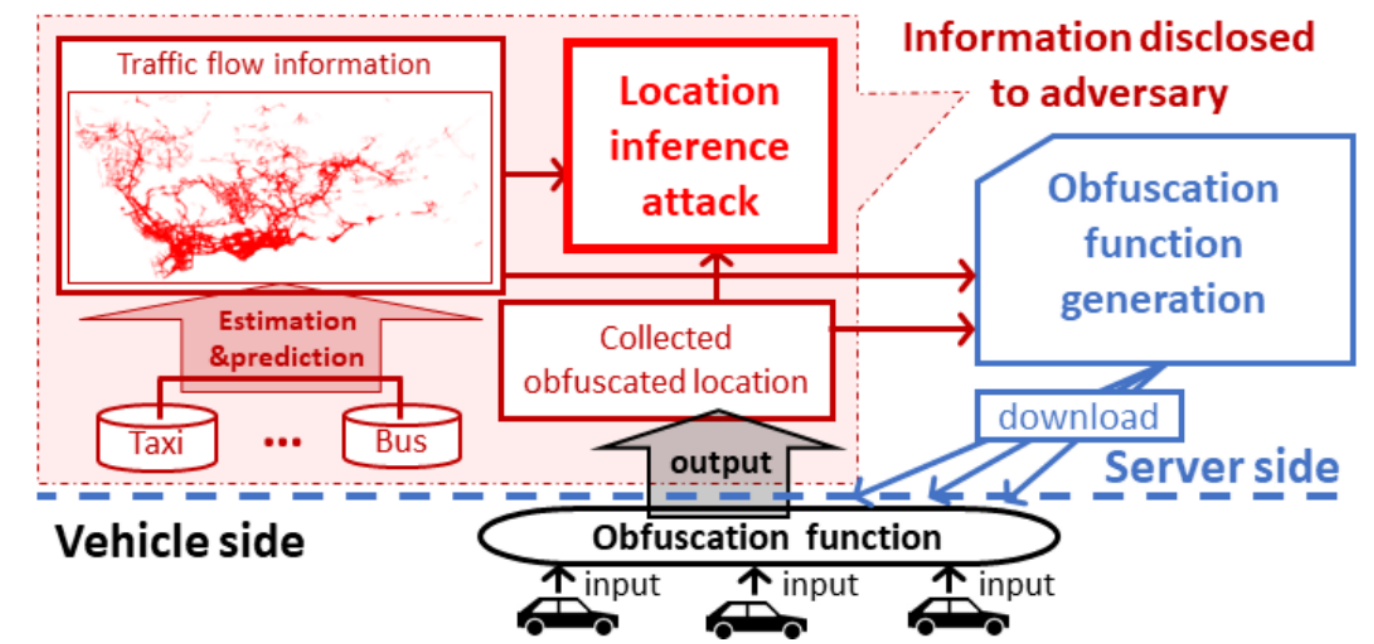 Traffic flow information
Location
inference
attack
Information disclosed
to adversary
Obfuscation
function
generation
Estimation
&prediction
Collected
obfuscated location
Taxi
...
Bus
download
output
Server side
Vehicle side
Obfuscation function
input
input
input